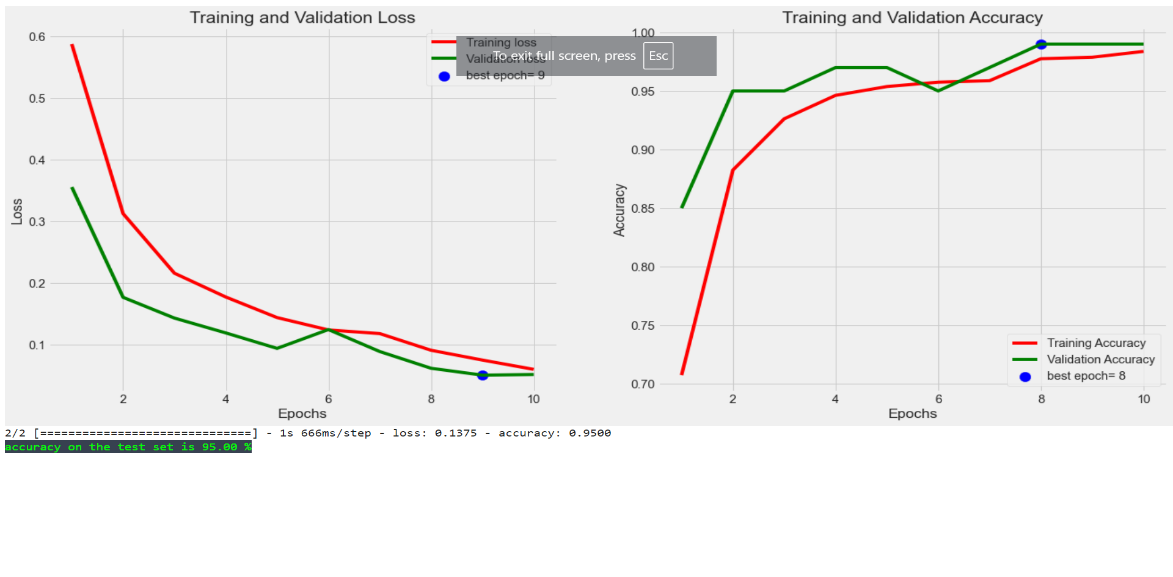 Training and Validation Loss
Training and Validation Accuracy
0.6
0.5
0.4
0.3
0.2
0.1
Loss
Training loss
Validation loss
best epoch= 9
To exit full screen, press Esc
2 4 6 8 10
Epochs
1.00
0.95
0.90
0.85
0.80
0.75
0.70
Accuracy
Training Accuracy
Validation Accuracy
best epoch= 8
2 4 6 8 10
Epochs
2/2 [==============================] - 1s 666ms/step - loss: 0.1375 - accuracy: 0.9500
accuracy on the test set is 95.00 %